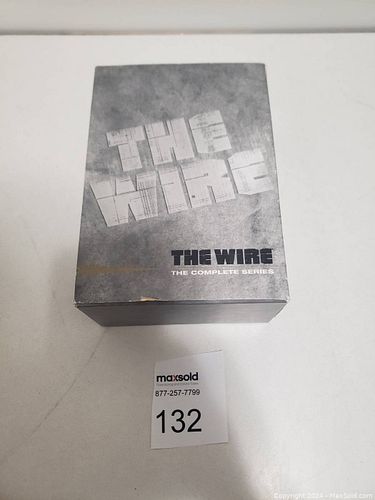 THE
WIRE
THE WIRE
THE COMPLETE SERIES
maxsold
877-257-7799
132
Copyright 2024 - MaxSold.com